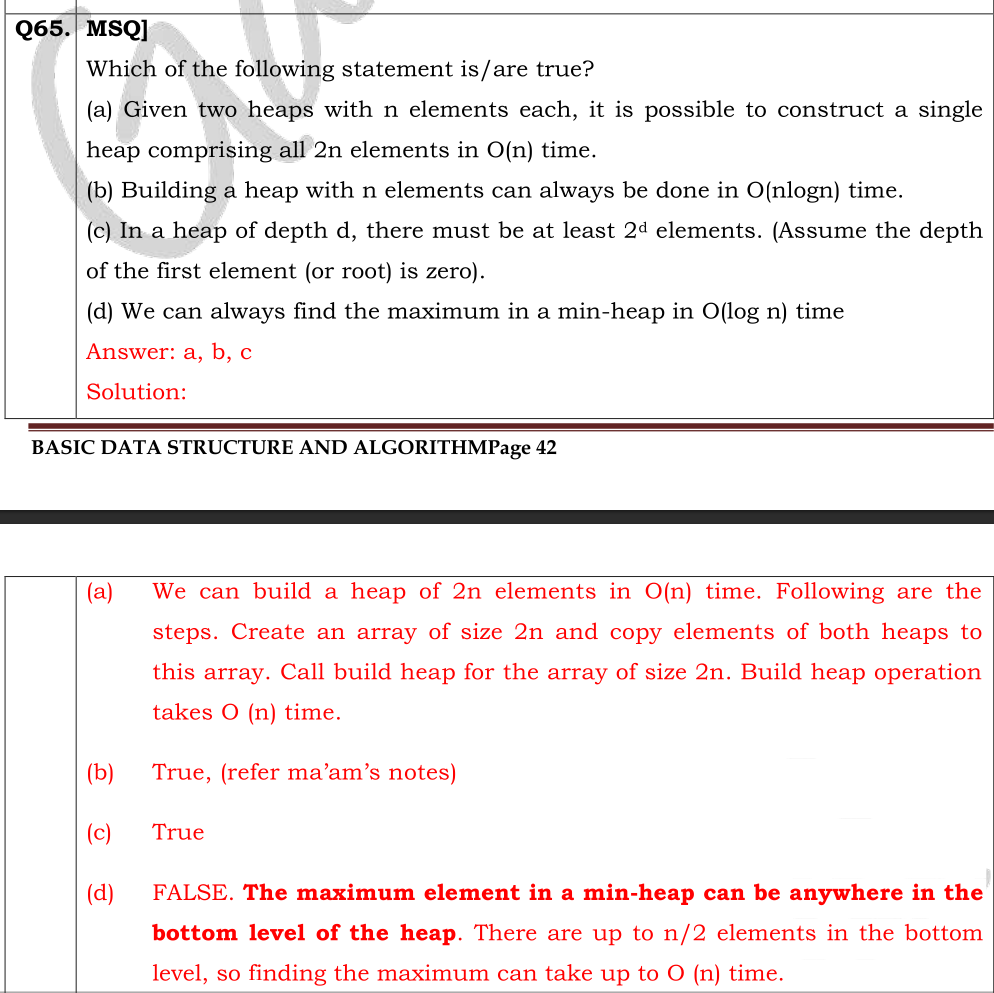 Q65. MSQ]
Which of the following statement is/are true?
(a) Given two heaps with n elements each, it is possible to construct a single
heap comprising all 2n elements in O(n) time.
(b) Building a heap with n elements can always be done in O(nlogn) time.
(c) In a heap of depth d, there must be at least 2ᵈ elements. (Assume the depth
of the first element (or root) is zero).
(d) We can always find the maximum in a min-heap in O(log n) time
Answer: a, b, c
Solution:
BASIC DATA STRUCTURE AND ALGORITHMPage 42
(a) We can build a heap of 2n elements in O(n) time. Following are the
steps. Create an array of size 2n and copy elements of both heaps to
this array. Call build heap for the array of size 2n. Build heap operation
takes O (n) time.
(b) True, (refer ma’am’s notes)
(c) True
(d) FALSE. The maximum element in a min-heap can be anywhere in the
bottom level of the heap. There are up to n/2 elements in the bottom
level, so finding the maximum can take up to O (n) time.